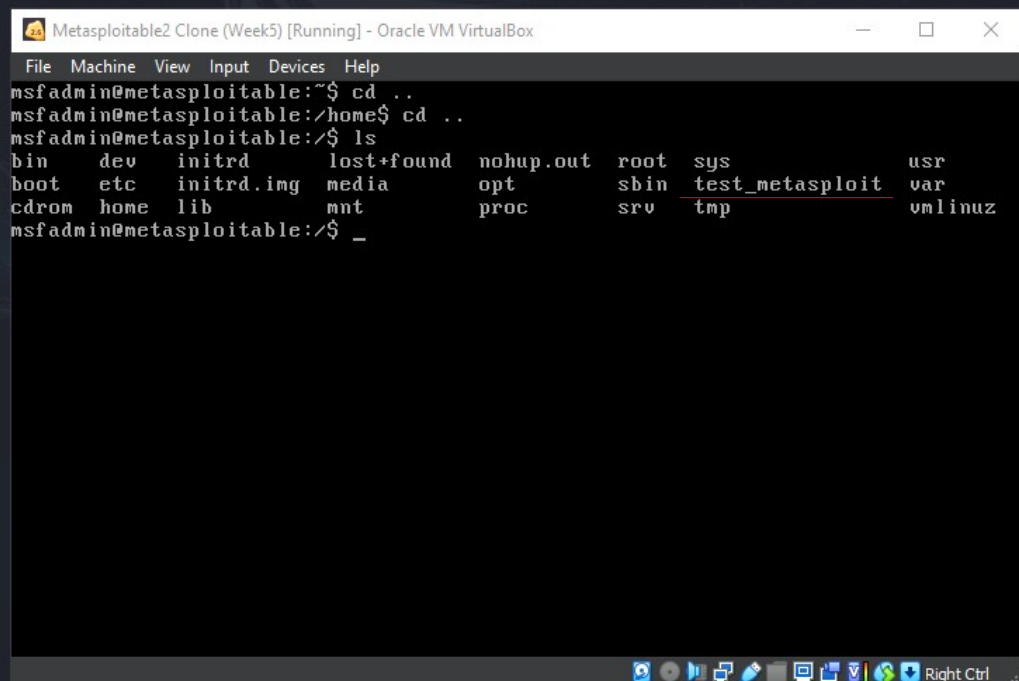 Metasploitable2 Clone (Week5) [Running] - Oracle VM VirtualBox
File Machine View Input Devices Help
msfadmin@metasploitable:~$ cd ..
msfadmin@metasploitable:/home$ cd ..
msfadmin@metasploitable:/$ ls
bin dev initrd lost+found nohup.out root sys usr
boot etc initrd.img media opt sbin test_metasploit var
cdrom home lib mnt proc srv tmp vmlinuz
msfadmin@metasploitable:/$ _
Right Ctrl